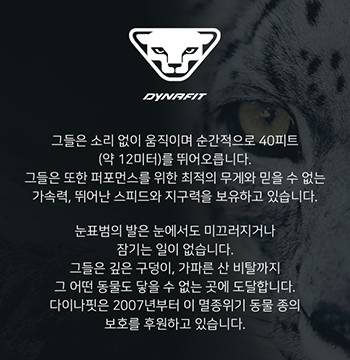 DYNAFIT
그들은 소리 없이 움직이며 순간적으로 40피트
(약 12미터)를 뛰어오릅니다.
그들은 또한 퍼포먼스를 위한 최적의 무게와 믿을 수 없는
가속력, 뛰어난 스피드와 지구력을 보유하고 있습니다.
눈표범의 발은 눈에서도 미끄러지거나
잠기는 일이 없습니다.
그들은 깊은 구덩이, 가파른 산 비탈까지
그 어떤 동물도 닿을 수 없는 곳에 도달합니다.
다이나핏은 2007년부터 이 멸종위기 동물 종의
보호를 후원하고 있습니다.